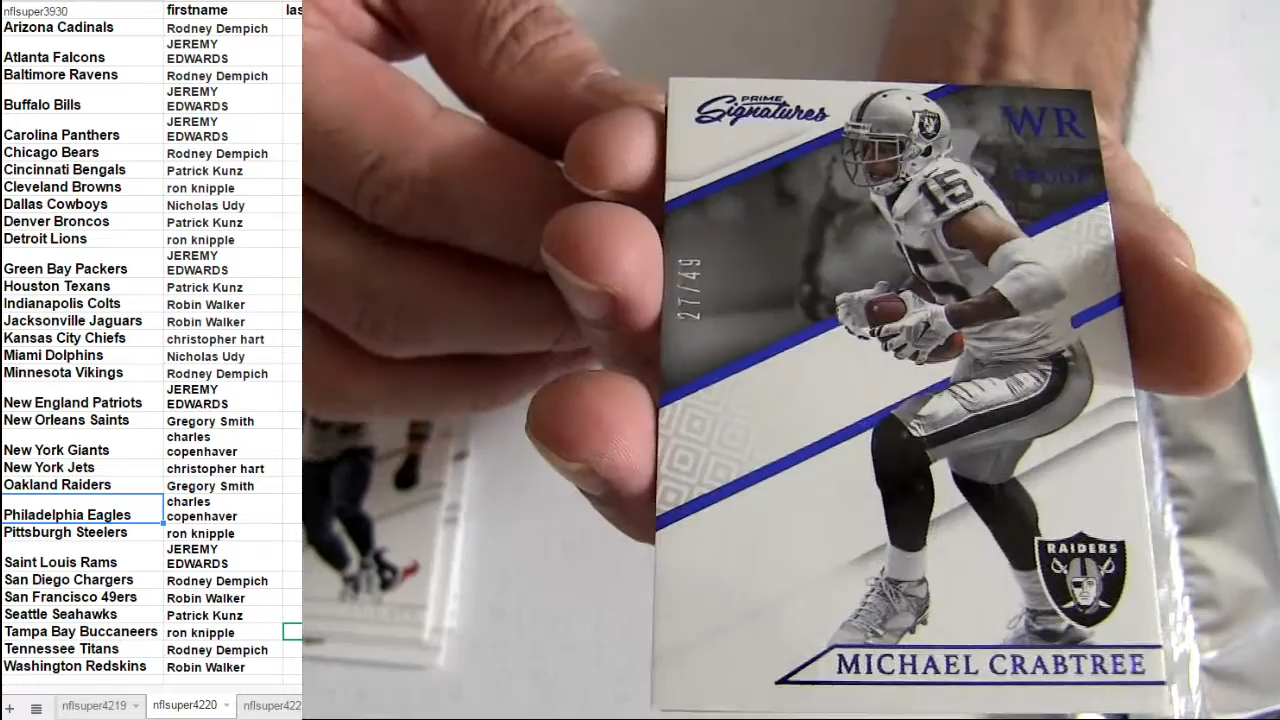 nflsuper3930 firstname las
Arizona Cadinals Rodney Dempich
Atlanta Falcons JEREMY EDWARDS
Baltimore Ravens Rodney Dempich
Buffalo Bills JEREMY EDWARDS
Carolina Panthers JEREMY EDWARDS
Chicago Bears Rodney Dempich
Cincinnati Bengals Patrick Kunz
Cleveland Browns ron knipple
Dallas Cowboys Nicholas Udy
Denver Broncos Patrick Kunz
Detroit Lions ron knipple
Green Bay Packers JEREMY EDWARDS
Houston Texans Patrick Kunz
Indianapolis Colts Robin Walker
Jacksonville Jaguars Robin Walker
Kansas City Chiefs christopher hart
Miami Dolphins Nicholas Udy
Minnesota Vikings Rodney Dempich
New England Patriots JEREMY EDWARDS
New Orleans Saints Gregory Smith
New York Giants charles copenhaver
New York Jets christopher hart
Oakland Raiders Gregory Smith
Philadelphia Eagles charles copenhaver
Pittsburgh Steelers ron knipple
Saint Louis Rams JEREMY EDWARDS
San Diego Chargers Rodney Dempich
San Francisco 49ers Robin Walker
Seattle Seahawks Patrick Kunz
Tampa Bay Buccaneers ron knipple
Tennessee Titans Rodney Dempich
Washington Redskins Robin Walker
nflsuper4219 nflsuper4220 nflsuper422
PRIME
Signatures
WR
PROOF
15
27/49
RAIDERS
MICHAEL CRABTREE